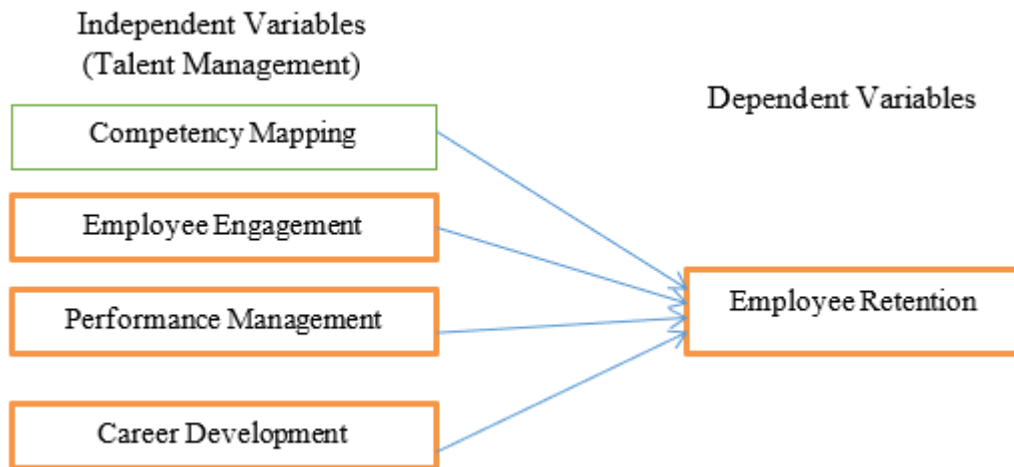 Independent Variables
(Talent Management)
Dependent Variables
Competency Mapping
Employee Engagement
Performance Management
Employee Retention
Career Development